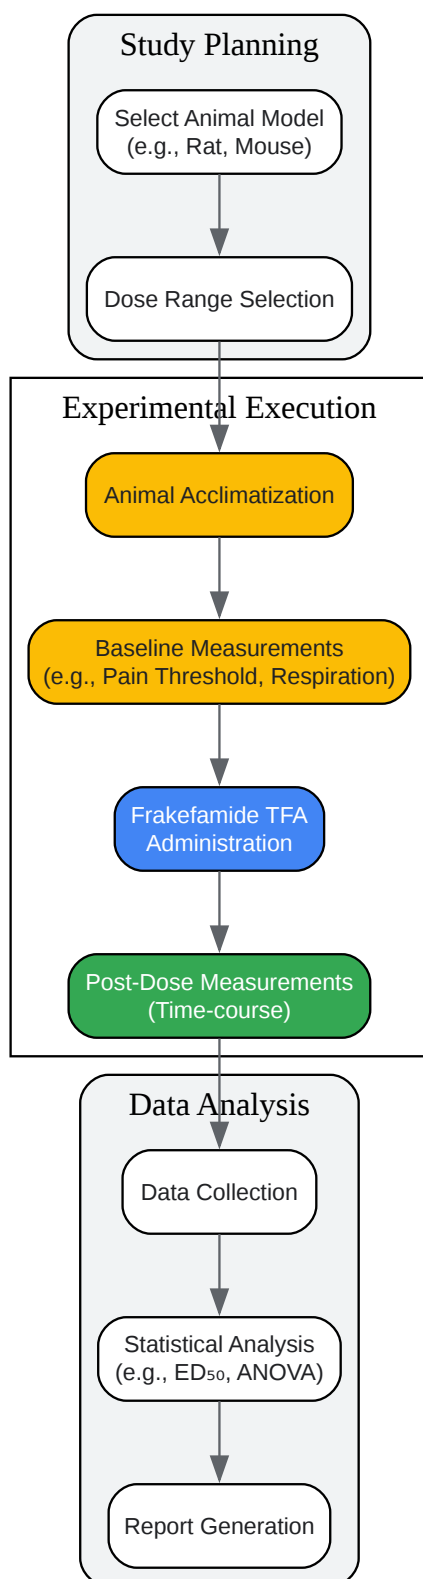 Study Planning
Select Animal Model
(e.g., Rat, Mouse)
Dose Range Selection
Experimental Execution
Animal Acclimatization
Baseline Measurements
(e.g., Pain Threshold, Respiration)
Frakefamide TFA
Administration
Post-Dose Measurements
(Time-course)
Data Analysis
Data Collection
Statistical Analysis
(e.g., ED₅₀, ANOVA)
Report Generation